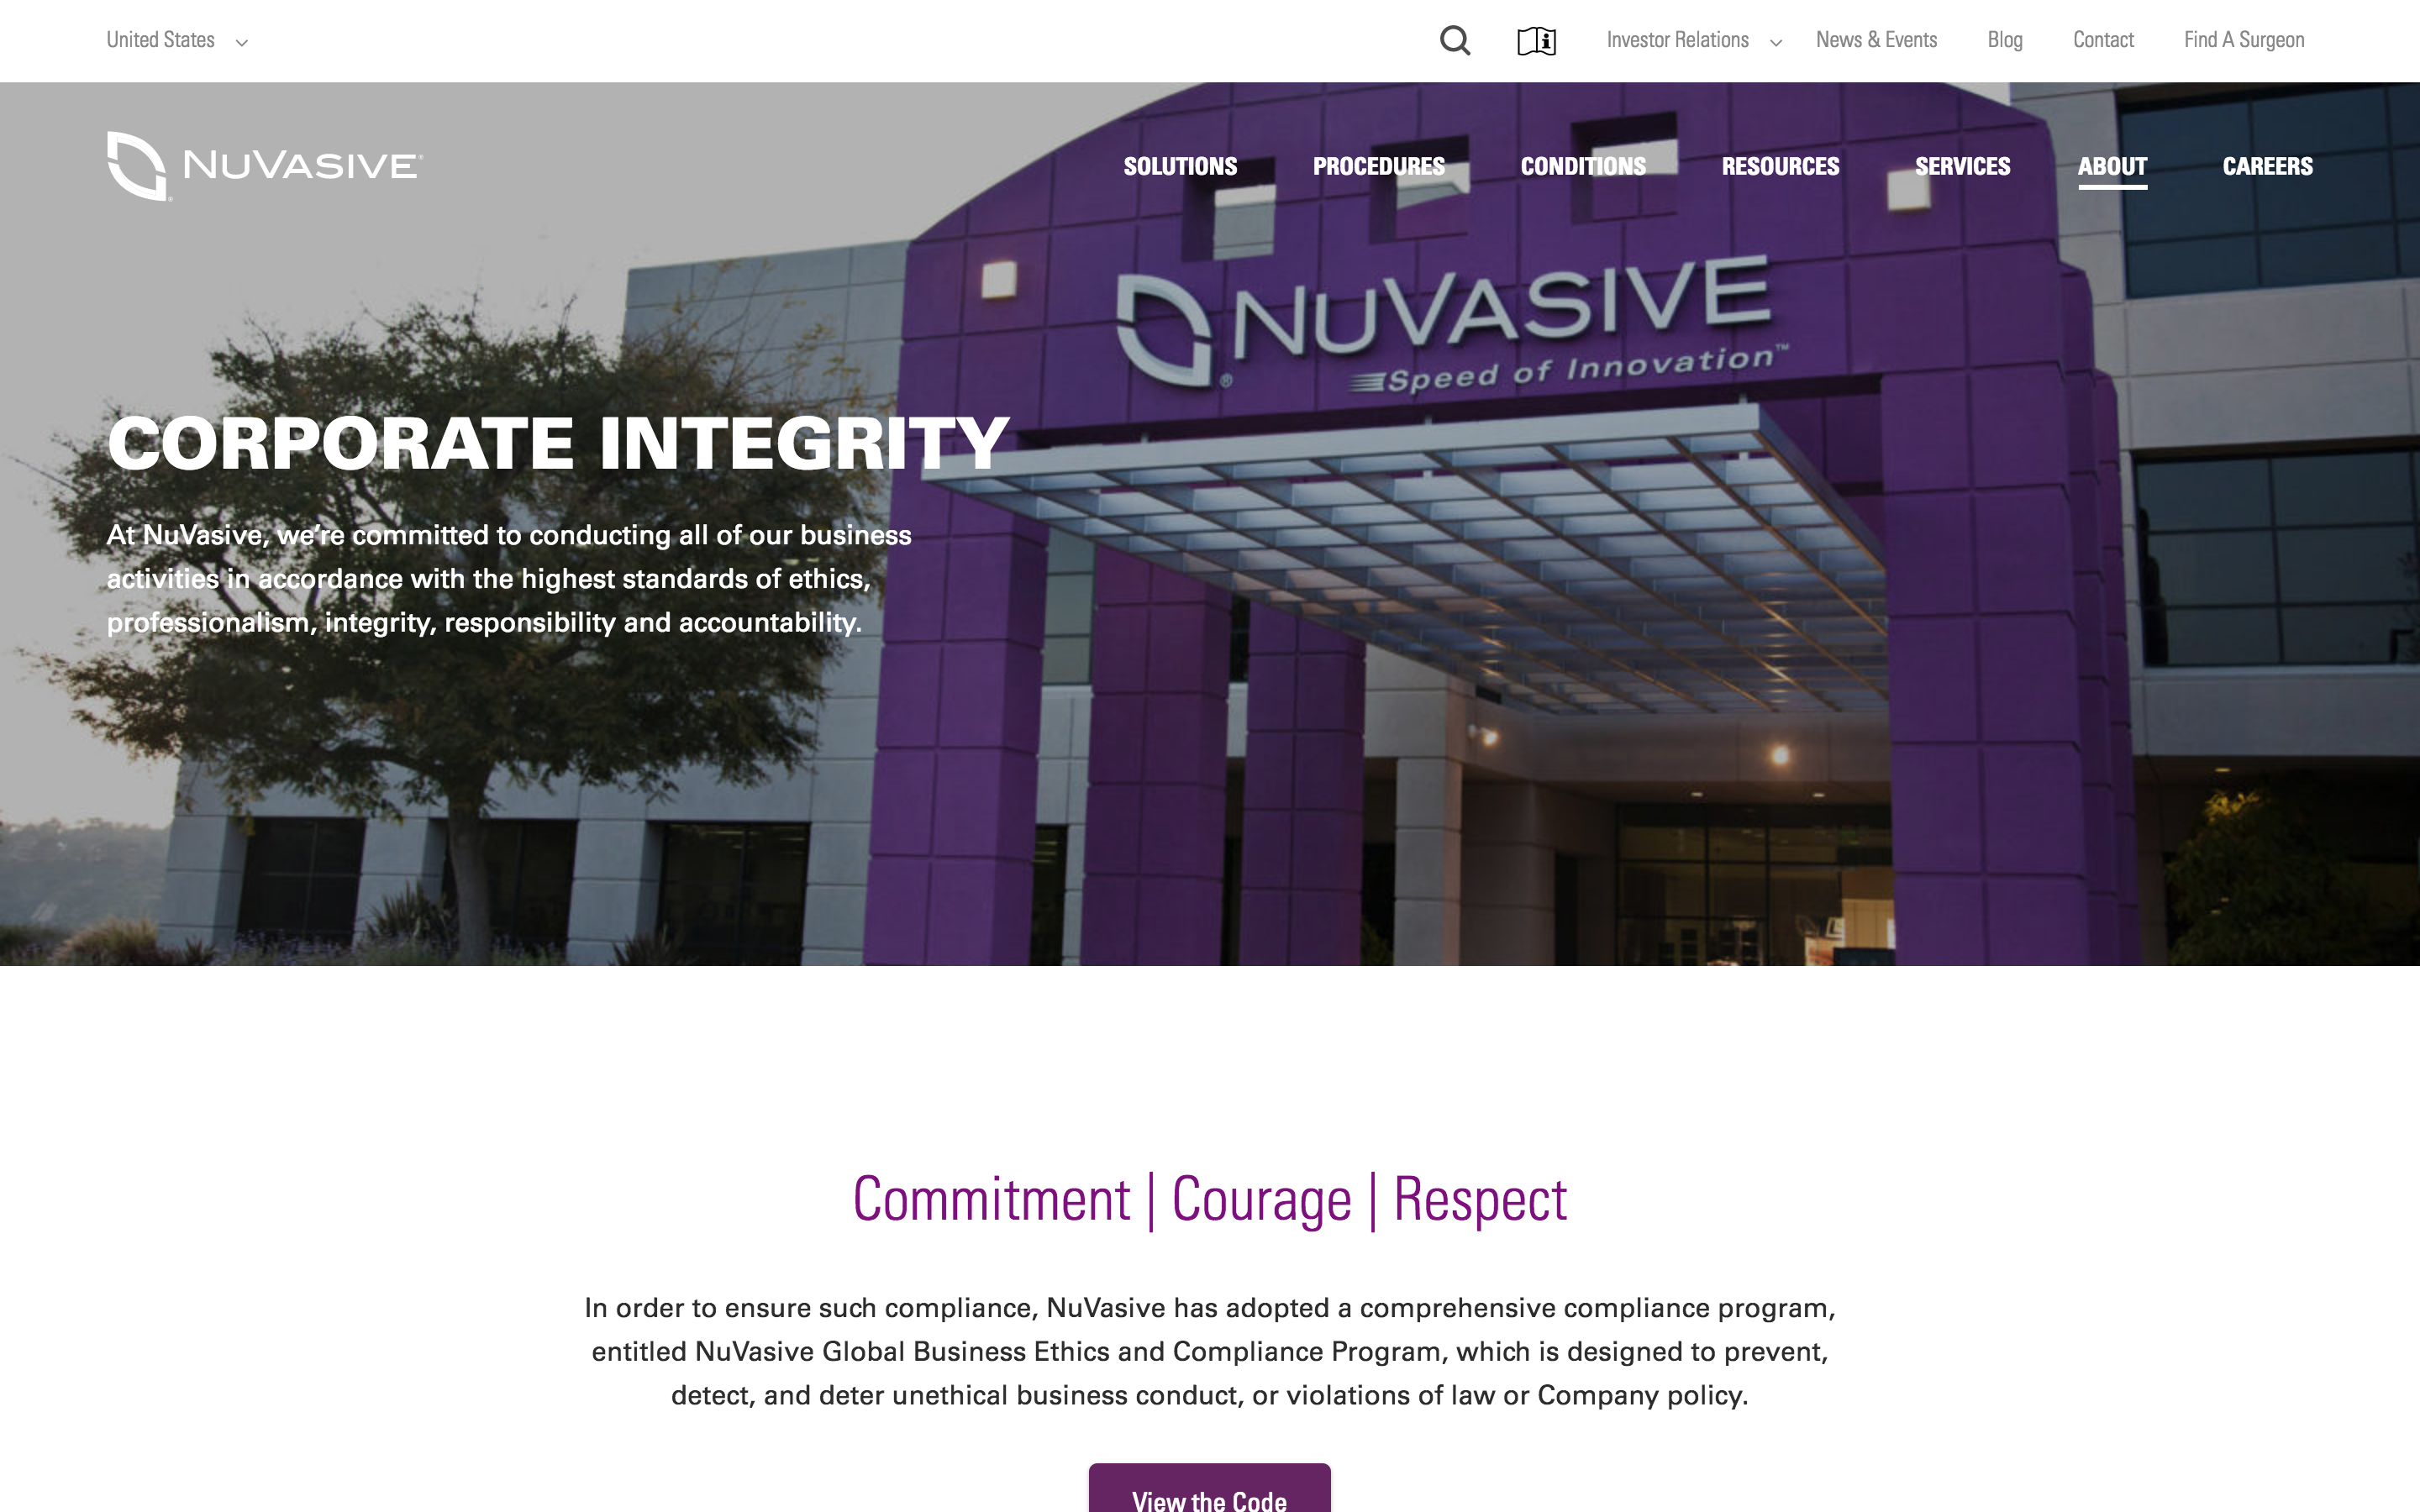 United States
Investor Relations
News & Events
Blog
Contact
Find A Surgeon
NUVASIVE®
SOLUTIONS
PROCEDURES
CONDITIONS
RESOURCES
SERVICES
ABOUT
CAREERS
NUVASIVE
®
Speed of Innovation™
CORPORATE INTEGRITY
At NuVasive, we’re committed to conducting all of our business
activities in accordance with the highest standards of ethics,
professionalism, integrity, responsibility and accountability.
Commitment | Courage | Respect
In order to ensure such compliance, NuVasive has adopted a comprehensive compliance program,
entitled NuVasive Global Business Ethics and Compliance Program, which is designed to prevent,
detect, and deter unethical business conduct, or violations of law or Company policy.
View the Code